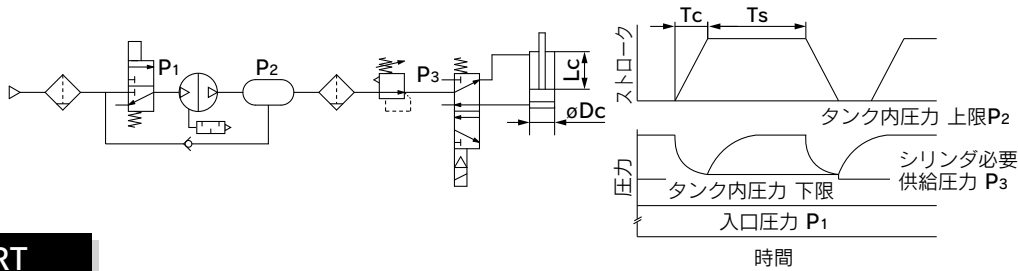 P1
P2
P3
Lc
øDc
Tc
Ts
ストローク
タンク内圧力 上限P2
圧力
シリンダ必要
供給圧力 P3
タンク内圧力 下限
入口圧力 P1
時間
RT